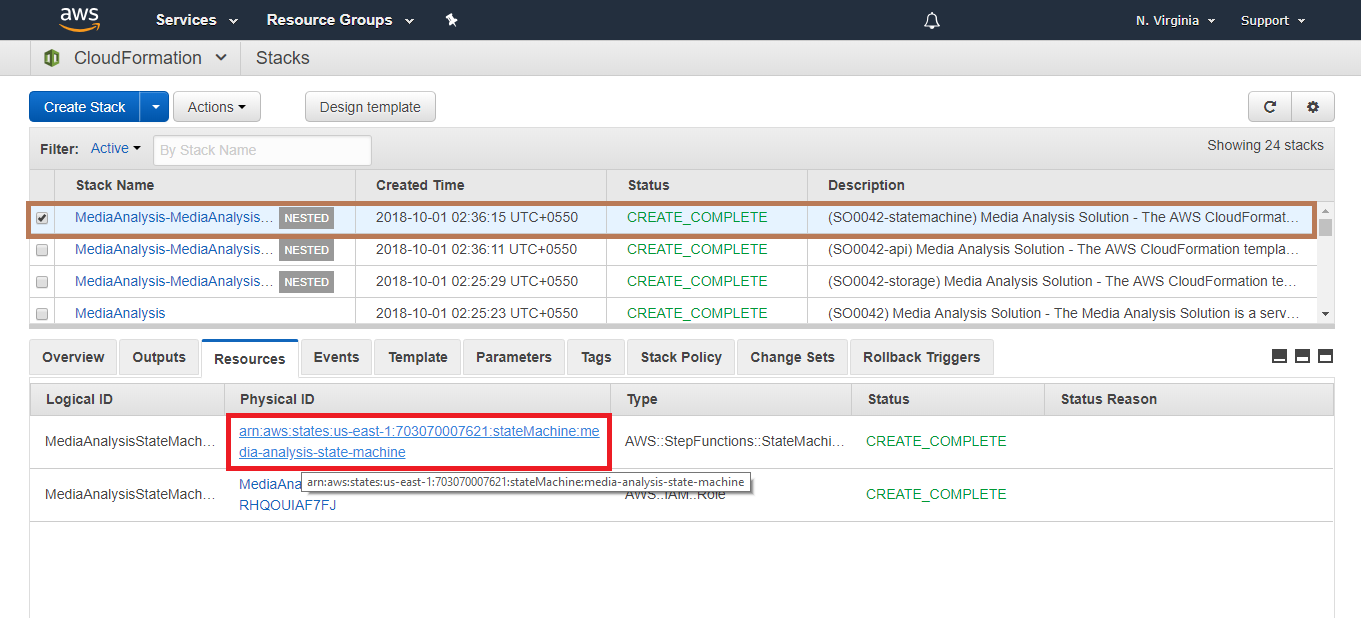 aws Services Resource Groups N. Virginia Support
CloudFormation Stacks
Create Stack Actions Design template
Filter: Active By Stack Name Showing 24 stacks
Stack Name Created Time Status Description
MediaAnalysis-MediaAnalysis… NESTED 2018-10-01 02:36:15 UTC+0550 CREATE_COMPLETE (SO0042-statemachine) Media Analysis Solution - The AWS CloudFormat…
MediaAnalysis-MediaAnalysis… NESTED 2018-10-01 02:36:11 UTC+0550 CREATE_COMPLETE (SO0042-api) Media Analysis Solution - The AWS CloudFormation templa…
MediaAnalysis-MediaAnalysis… NESTED 2018-10-01 02:25:29 UTC+0550 CREATE_COMPLETE (SO0042-storage) Media Analysis Solution - The AWS CloudFormation te…
MediaAnalysis 2018-10-01 02:25:23 UTC+0550 CREATE_COMPLETE (SO0042) Media Analysis Solution - The Media Analysis Solution is a serv…
Overview Outputs Resources Events Template Parameters Tags Stack Policy Change Sets Rollback Triggers
Logical ID Physical ID Type Status Status Reason
MediaAnalysisStateMach… arn:aws:states:us-east-1:703070007621:stateMachine:me
dia-analysis-state-machine AWS::StepFunctions::StateMachi… CREATE_COMPLETE
arn:aws:states:us-east-1:703070007621:stateMachine:media-analysis-state-machine
MediaAnalysisStateMach… MediaAna
RHQOUIAF7FJ AWS::IAM::Role CREATE_COMPLETE